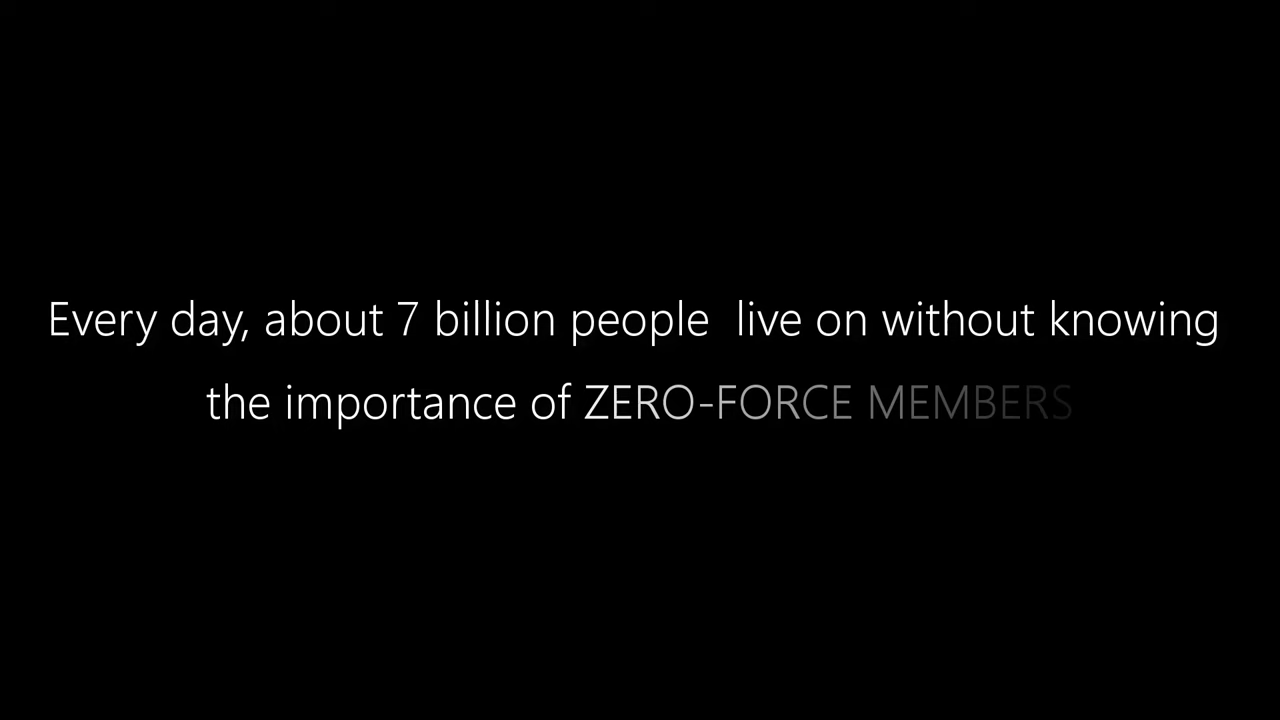 Every day, about 7 billion people  live on without knowing
the importance of ZERO-FORCE MEMBERS